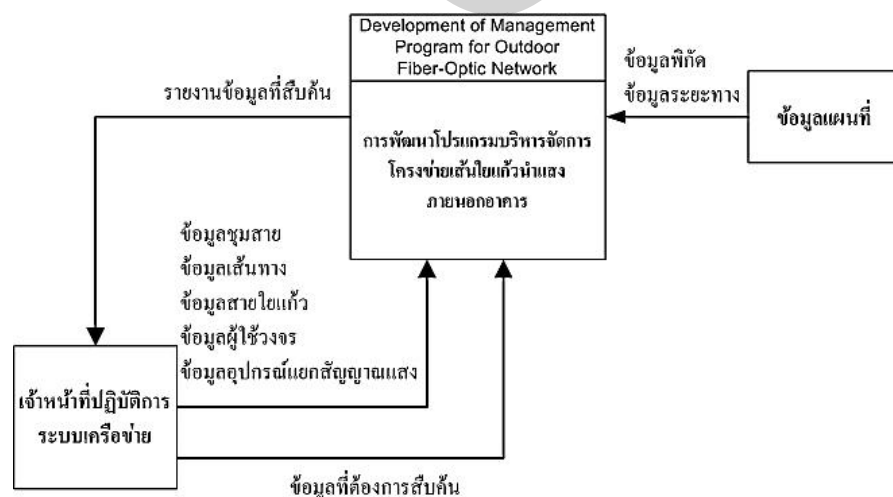 Development of Management
Program for Outdoor
Fiber-Optic Network
การพัฒนาโปรแกรมบริหารจัดการ
โครงข่ายเส้นใยแก้วนำแสง
ภายนอกอาคาร
รายงานข้อมูลที่สืบค้น
ข้อมูลพิกัด
ข้อมูลระยะทาง
ข้อมูลแผนที่
ข้อมูลชุมสาย
ข้อมูลเส้นทาง
ข้อมูลสายใยแก้ว
ข้อมูลผู้ใช้วงจร
ข้อมูลอุปกรณ์แยกสัญญาณแสง
เจ้าหน้าที่ปฏิบัติการ
ระบบเครือข่าย
ข้อมูลที่ต้องการสืบค้น